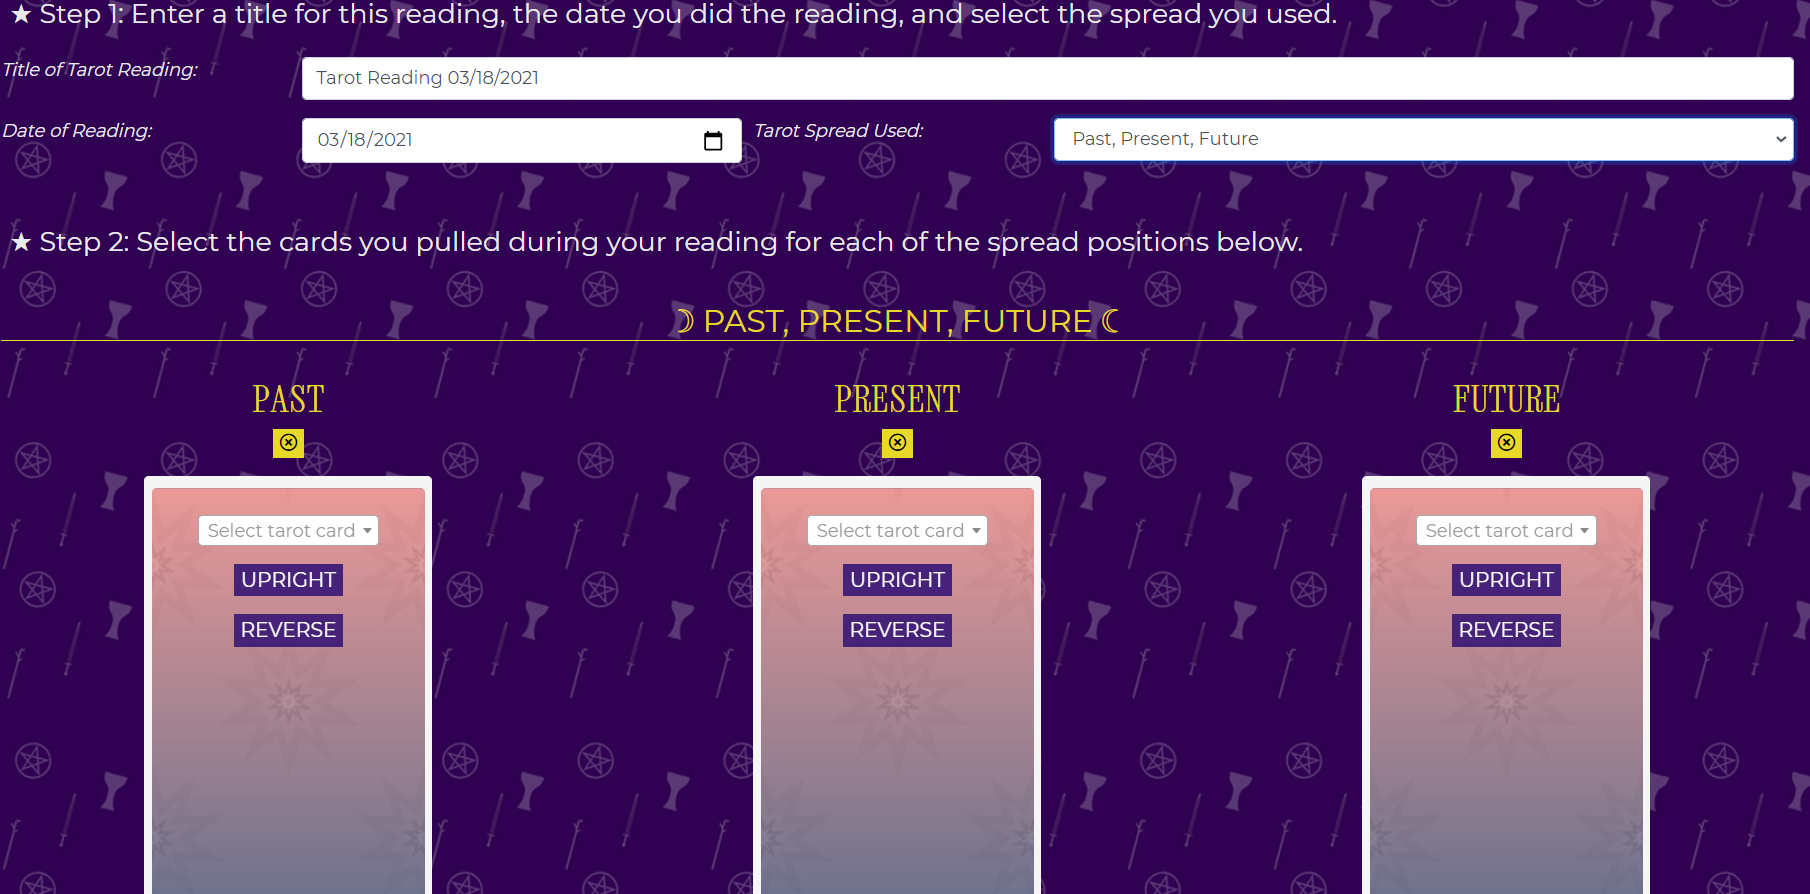 ★ Step 1: Enter a title for this reading, the date you did the reading, and select the spread you used.
Title of Tarot Reading:
Tarot Reading 03/18/2021
Date of Reading:
03/18/2021
Tarot Spread Used:
Past, Present, Future
★ Step 2: Select the cards you pulled during your reading for each of the spread positions below.
☽ PAST, PRESENT, FUTURE ☾
PAST
Select tarot card
UPRIGHT
REVERSE
PRESENT
Select tarot card
UPRIGHT
REVERSE
FUTURE
Select tarot card
UPRIGHT
REVERSE